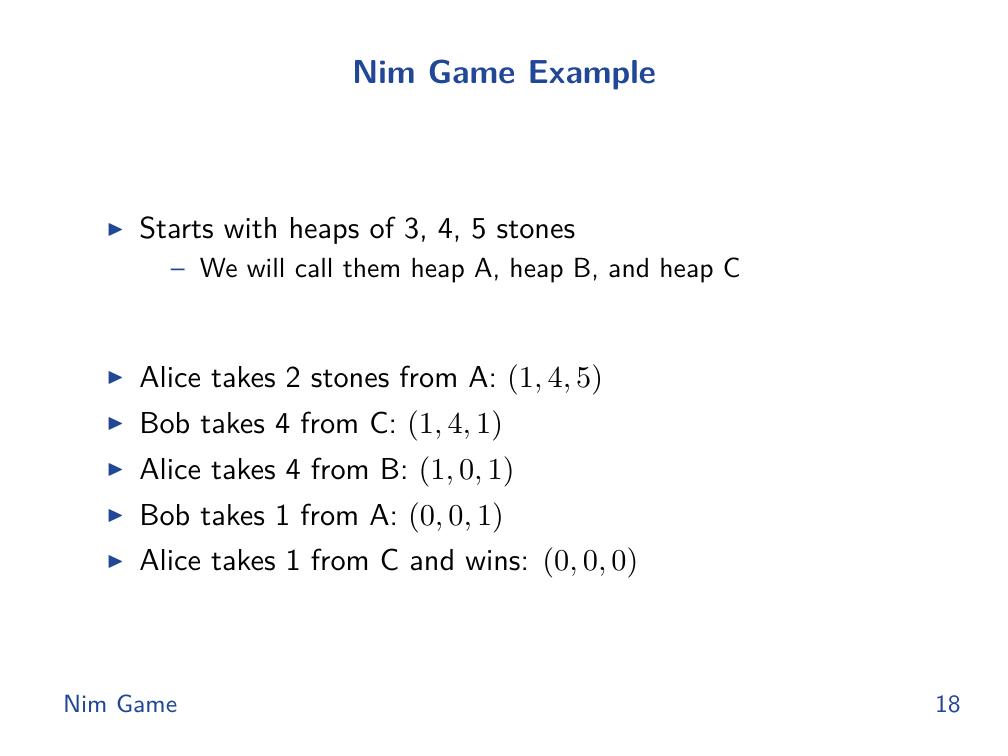 Nim Game Example
▶ Starts with heaps of 3, 4, 5 stones
– We will call them heap A, heap B, and heap C
▶ Alice takes 2 stones from A: (1, 4, 5)
▶ Bob takes 4 from C: (1, 4, 1)
▶ Alice takes 4 from B: (1, 0, 1)
▶ Bob takes 1 from A: (0, 0, 1)
▶ Alice takes 1 from C and wins: (0, 0, 0)
Nim Game 18